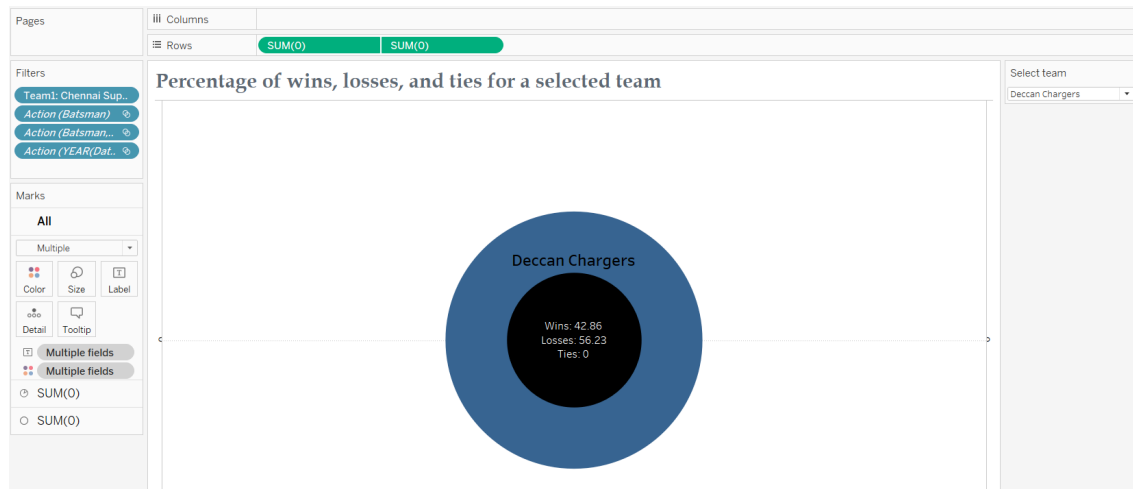 Pages
Columns
Rows
SUM(0) SUM(0)
Filters
Team1: Chennai Sup..
Action (Batsman)
Action (Batsman,..
Action (YEAR(Dat..
Marks
All
Multiple
Color Size Label
Detail Tooltip
Multiple fields
Multiple fields
SUM(0)
SUM(0)
Percentage of wins, losses, and ties for a selected team
Deccan Chargers
Wins: 42.86
Losses: 56.23
Ties: 0
Select team
Deccan Chargers